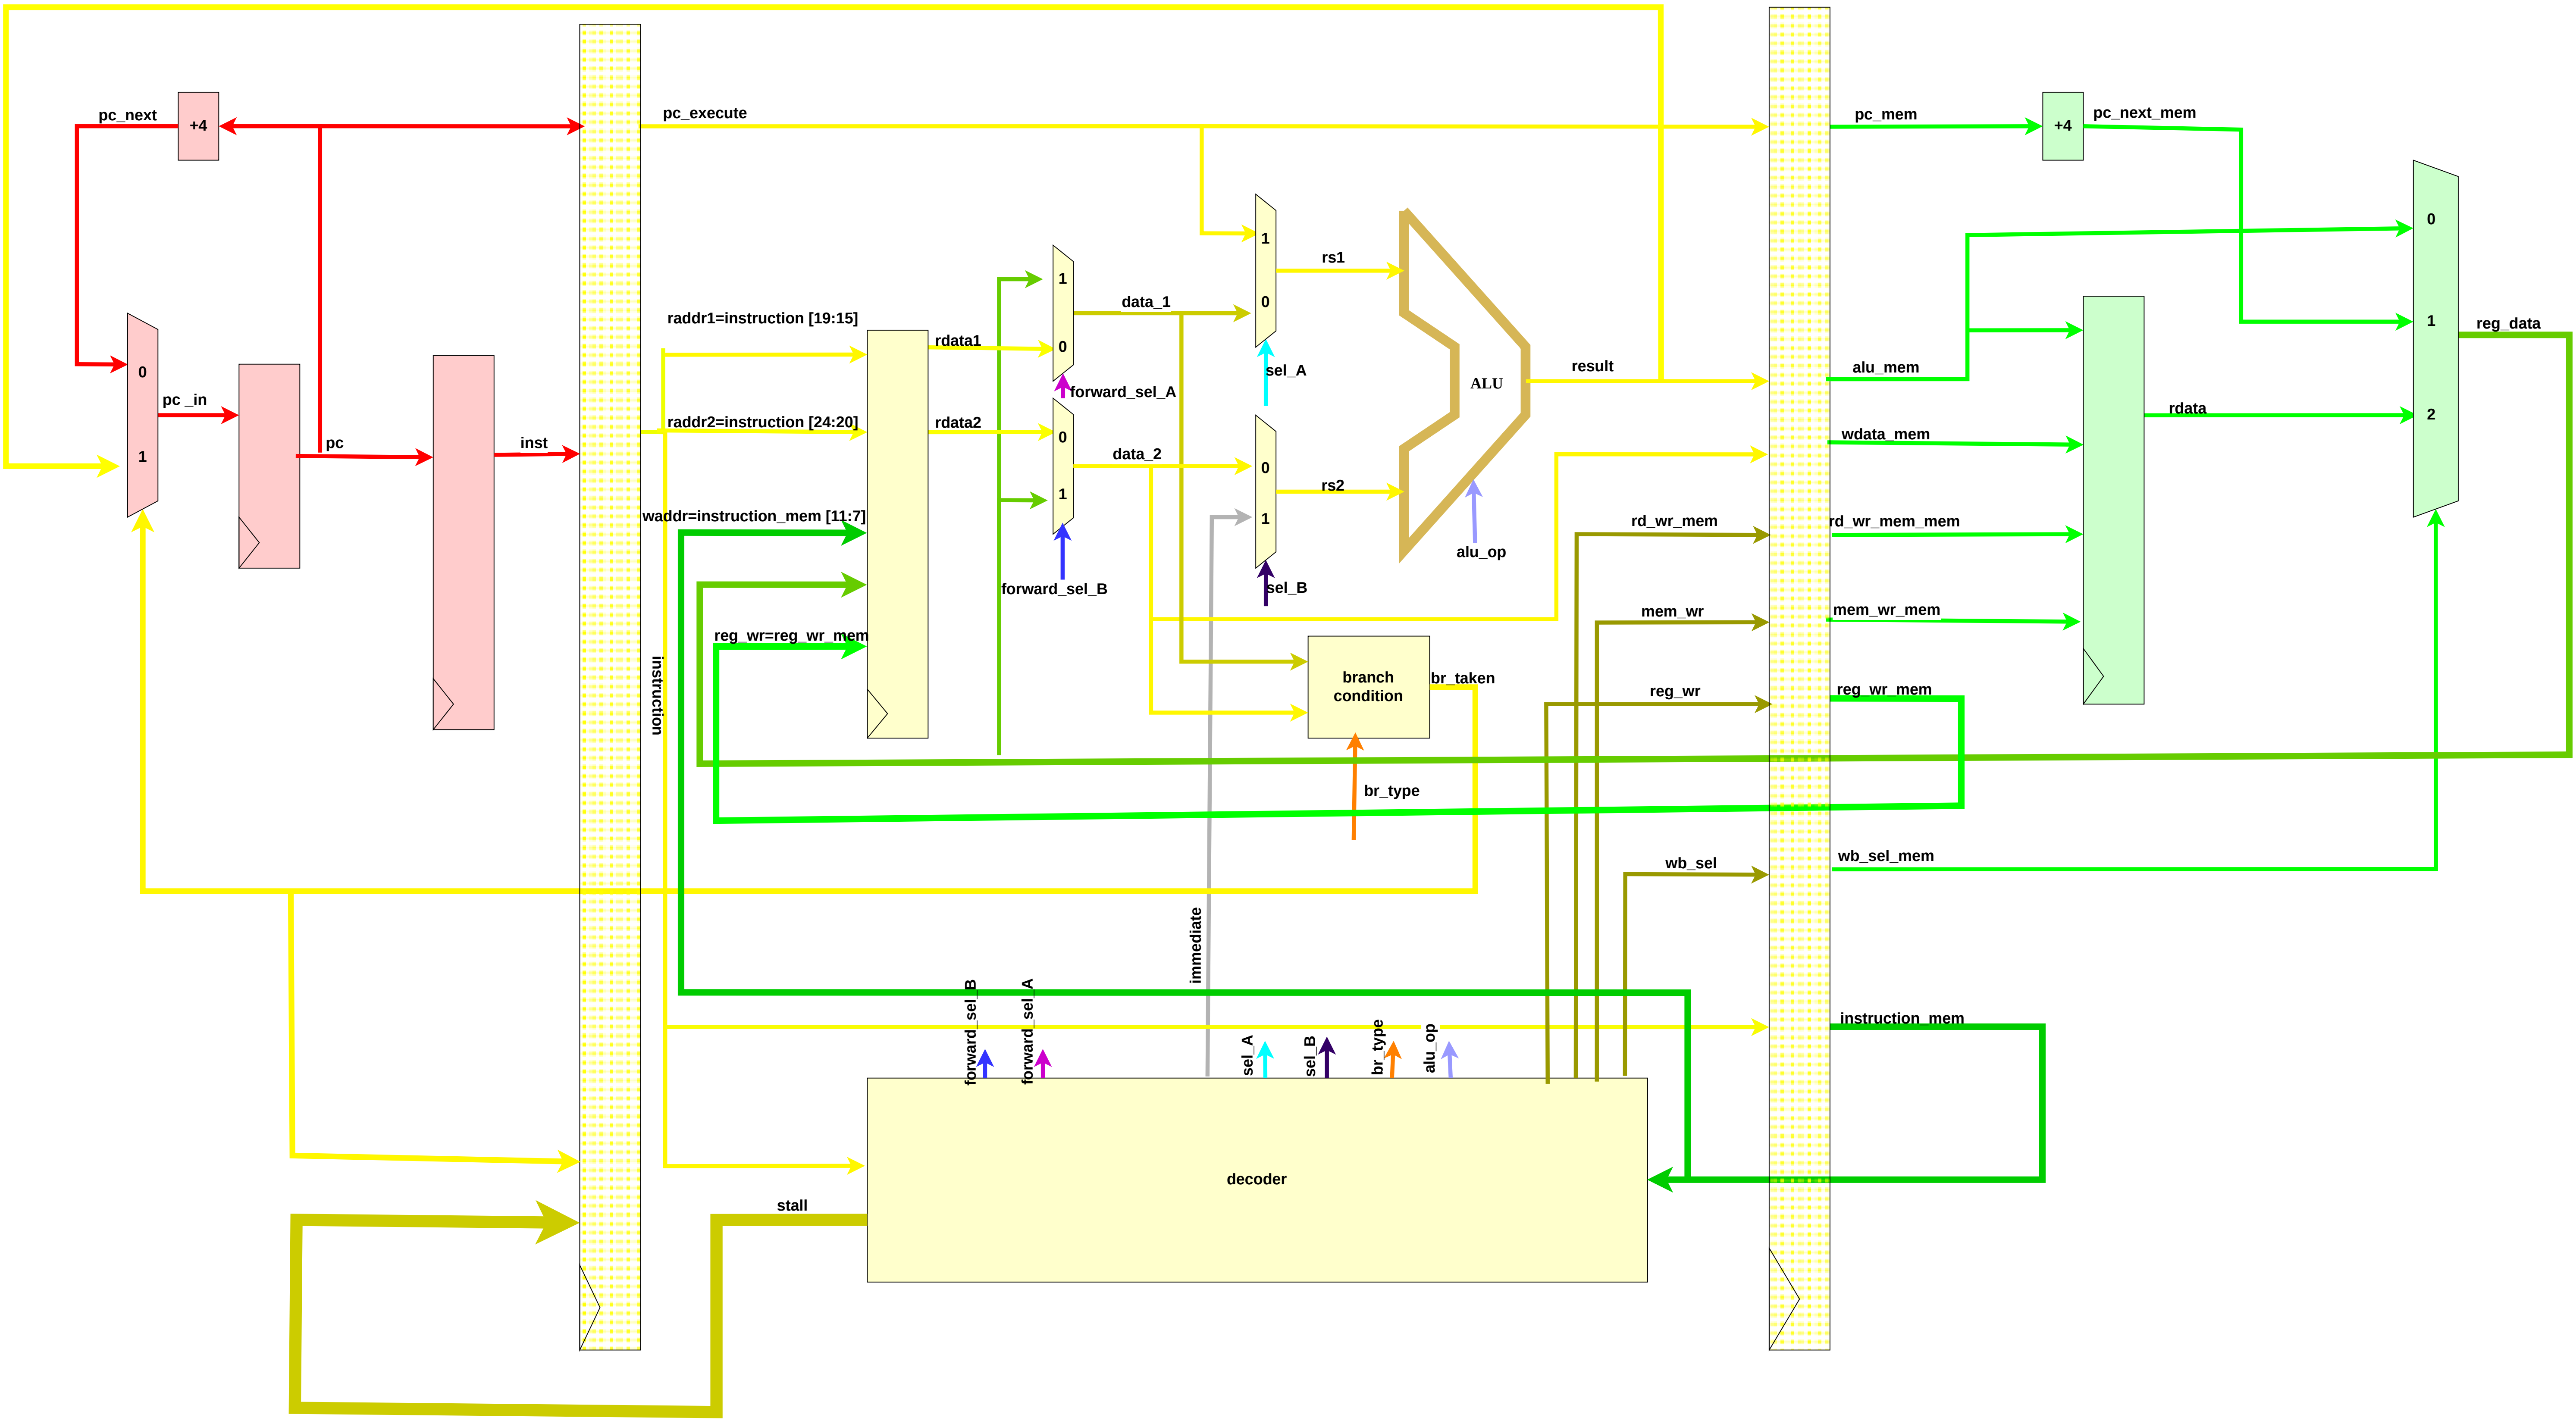 pc_next
+4
pc_execute
pc_mem
+4
pc_next_mem
0
1
2
reg_data
raddr1=instruction [19:15]
rdata1
1
0
data_1
1
0
rs1
sel_A
forward_sel_A
ALU
result
alu_mem
0
1
pc _in
pc
inst
raddr2=instruction [24:20]
rdata2
0
1
data_2
0
1
rs2
wdata_mem
rdata
waddr=instruction_mem [11:7]
forward_sel_B
sel_B
alu_op
rd_wr_mem
rd_wr_mem_mem
mem_wr
mem_wr_mem
reg_wr=reg_wr_mem
instruction
branch
condition
br_taken
reg_wr
reg_wr_mem
br_type
wb_sel
wb_sel_mem
immediate
forward_sel_B
forward_sel_A
sel_A
sel_B
br_type
alu_op
instruction_mem
decoder
stall